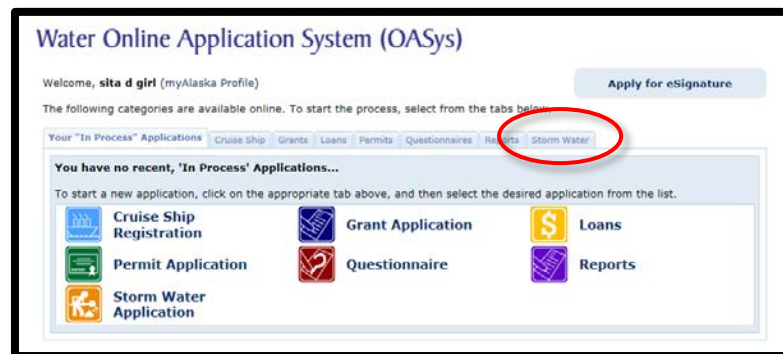 Water Online Application System (OASys)
Welcome, sita d girl (myAlaska Profile)
Apply for eSignature
The following categories are available online. To start the process, select from the tabs below.
Your "In Process" Applications Cruise Ship Grants Loans Permits Questionnaires Reports Storm Water
You have no recent, 'In Process' Applications...
To start a new application, click on the appropriate tab above, and then select the desired application from the list.
Cruise Ship
Registration
Grant Application
Loans
Permit Application
Questionnaire
Reports
Storm Water
Application